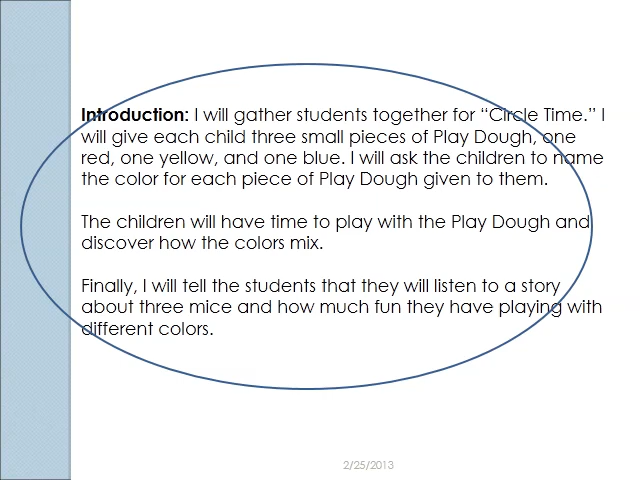 Introduction: I will gather students together for “Circle Time.” I
will give each child three small pieces of Play Dough, one
red, one yellow, and one blue. I will ask the children to name
the color for each piece of Play Dough given to them.
The children will have time to play with the Play Dough and
discover how the colors mix.
Finally, I will tell the students that they will listen to a story
about three mice and how much fun they have playing with
different colors.
2/25/2013